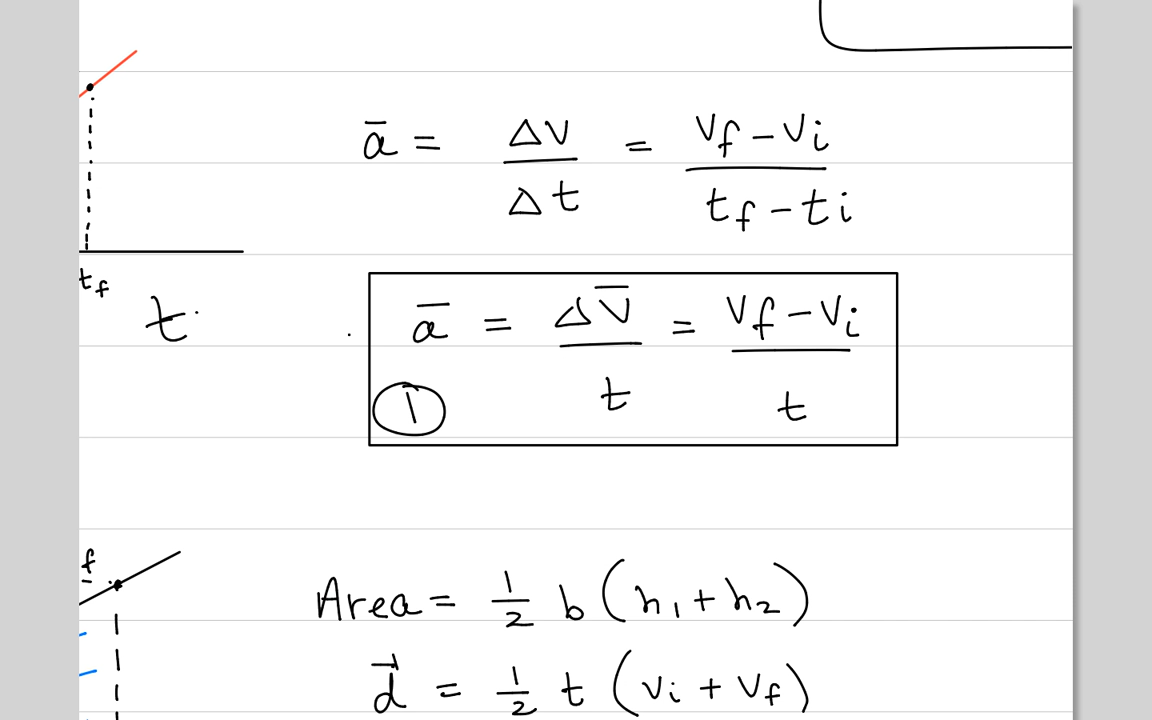 ā = Δv/Δt = (vf - vi)/(tf - ti)
tf
t
ā = Δv̄/t = (vf - vi)/t
①
f
Area = 1/2 b (h₁ + h₂)
d⃗ = 1/2 t (vi + vf)